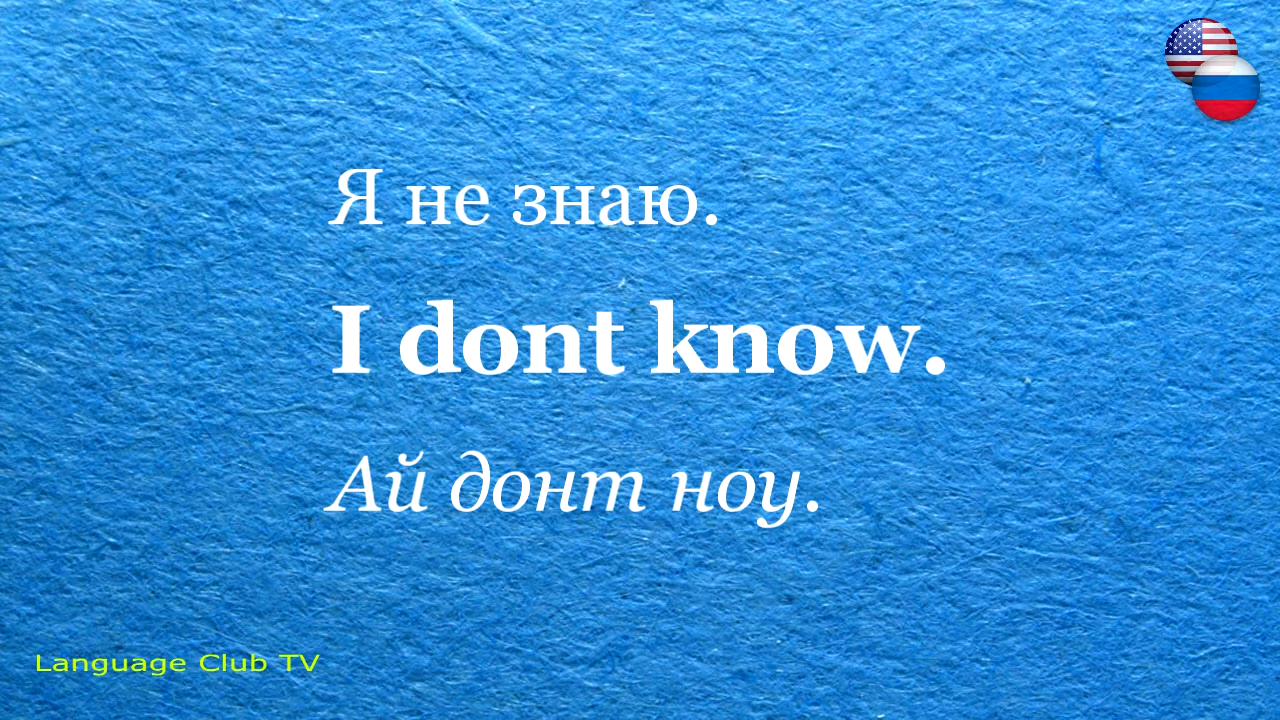 Я не знаю.
I dont know.
Ай донт ноу.
Language Club TV